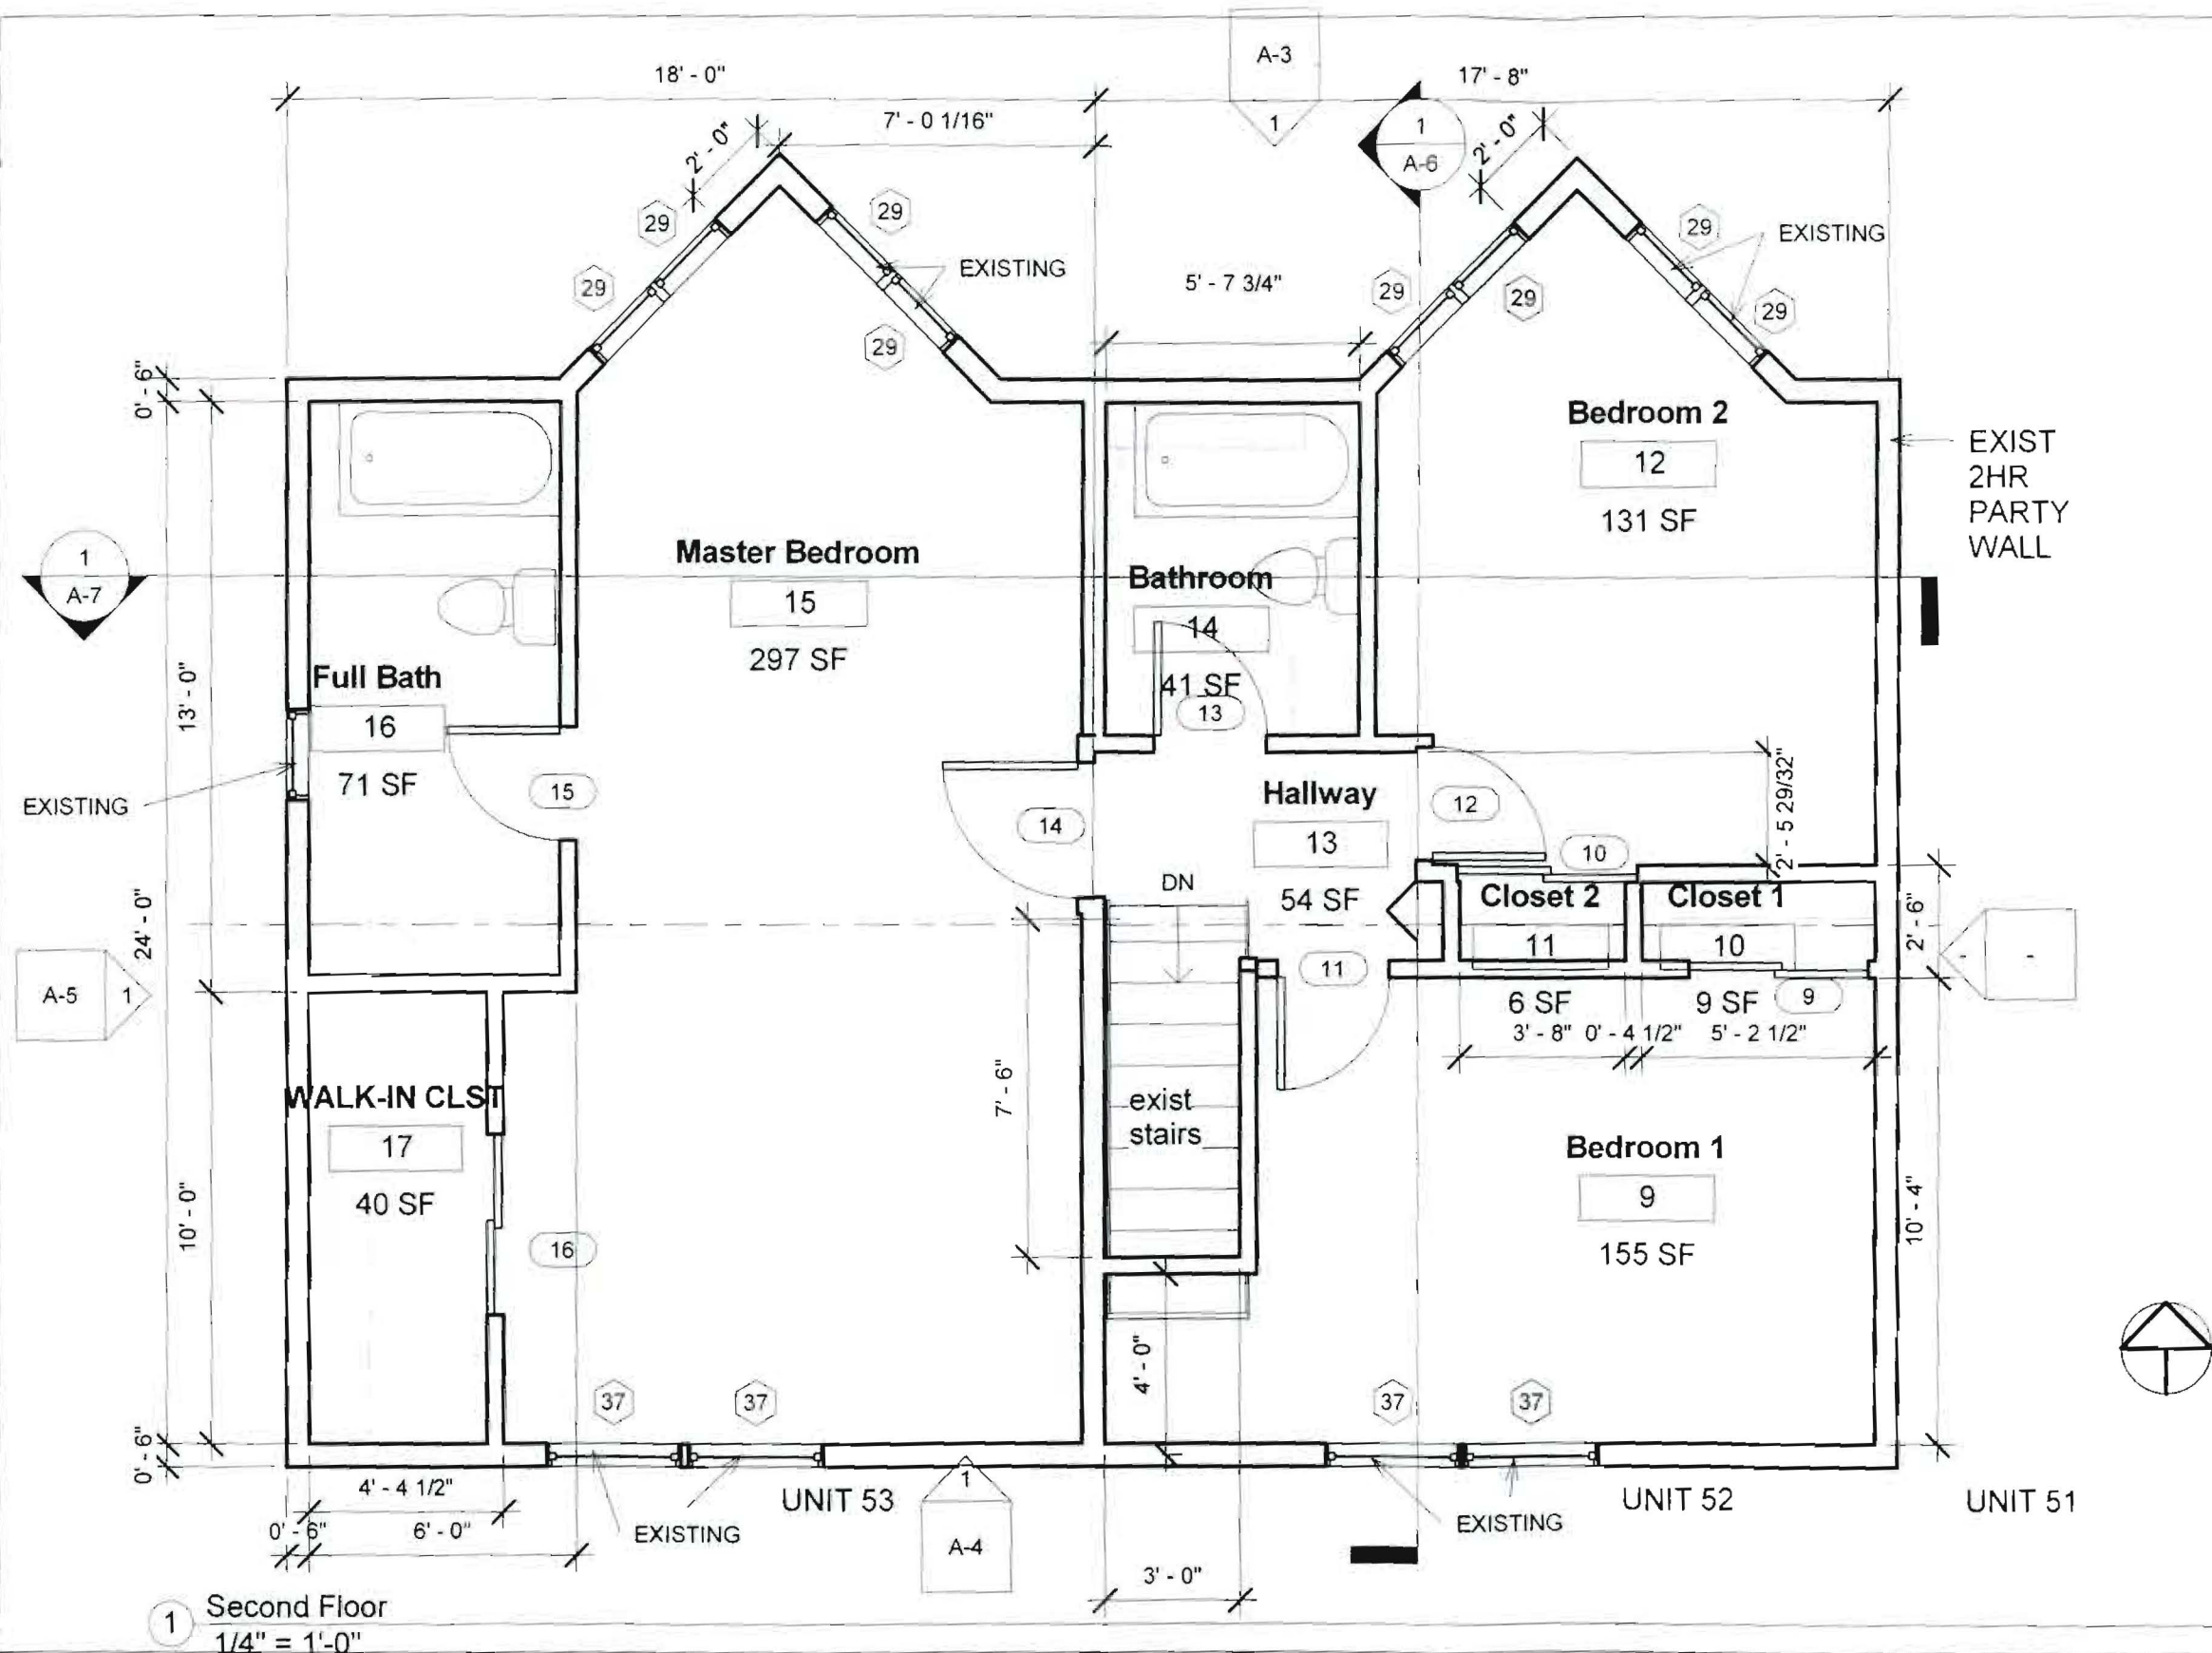 A-3
1
18' - 0"
17' - 8"
7' - 0 1/16"
2' - 0"
1
A-6
2' - 0"
29
29
29
EXISTING
29
29
EXISTING
5' - 7 3/4"
29
29
29
29
0' - 6"
Bedroom 2
12
131 SF
EXIST
2HR
PARTY
WALL
Master Bedroom
15
297 SF
Bathroom
14
41 SF
13
1
A-7
Full Bath
16
71 SF
13' - 0"
EXISTING
15
14
Hallway
13
54 SF
12
2' - 5 29/32"
10
DN
Closet 2
11
6 SF
Closet 1
10
9 SF
9
2' - 6"
-
-
24' - 0"
A-5
1
11
3' - 8"
0' - 4 1/2"
5' - 2 1/2"
WALK-IN CLST
17
40 SF
7' - 6"
exist
stairs
Bedroom 1
9
155 SF
10' - 0"
10' - 4"
16
4' - 0"
37
37
37
37
0' - 6"
4' - 4 1/2"
0' - 6"
6' - 0"
EXISTING
UNIT 53
1
A-4
EXISTING
UNIT 52
UNIT 51
3' - 0"
1
Second Floor
1/4" = 1'-0"